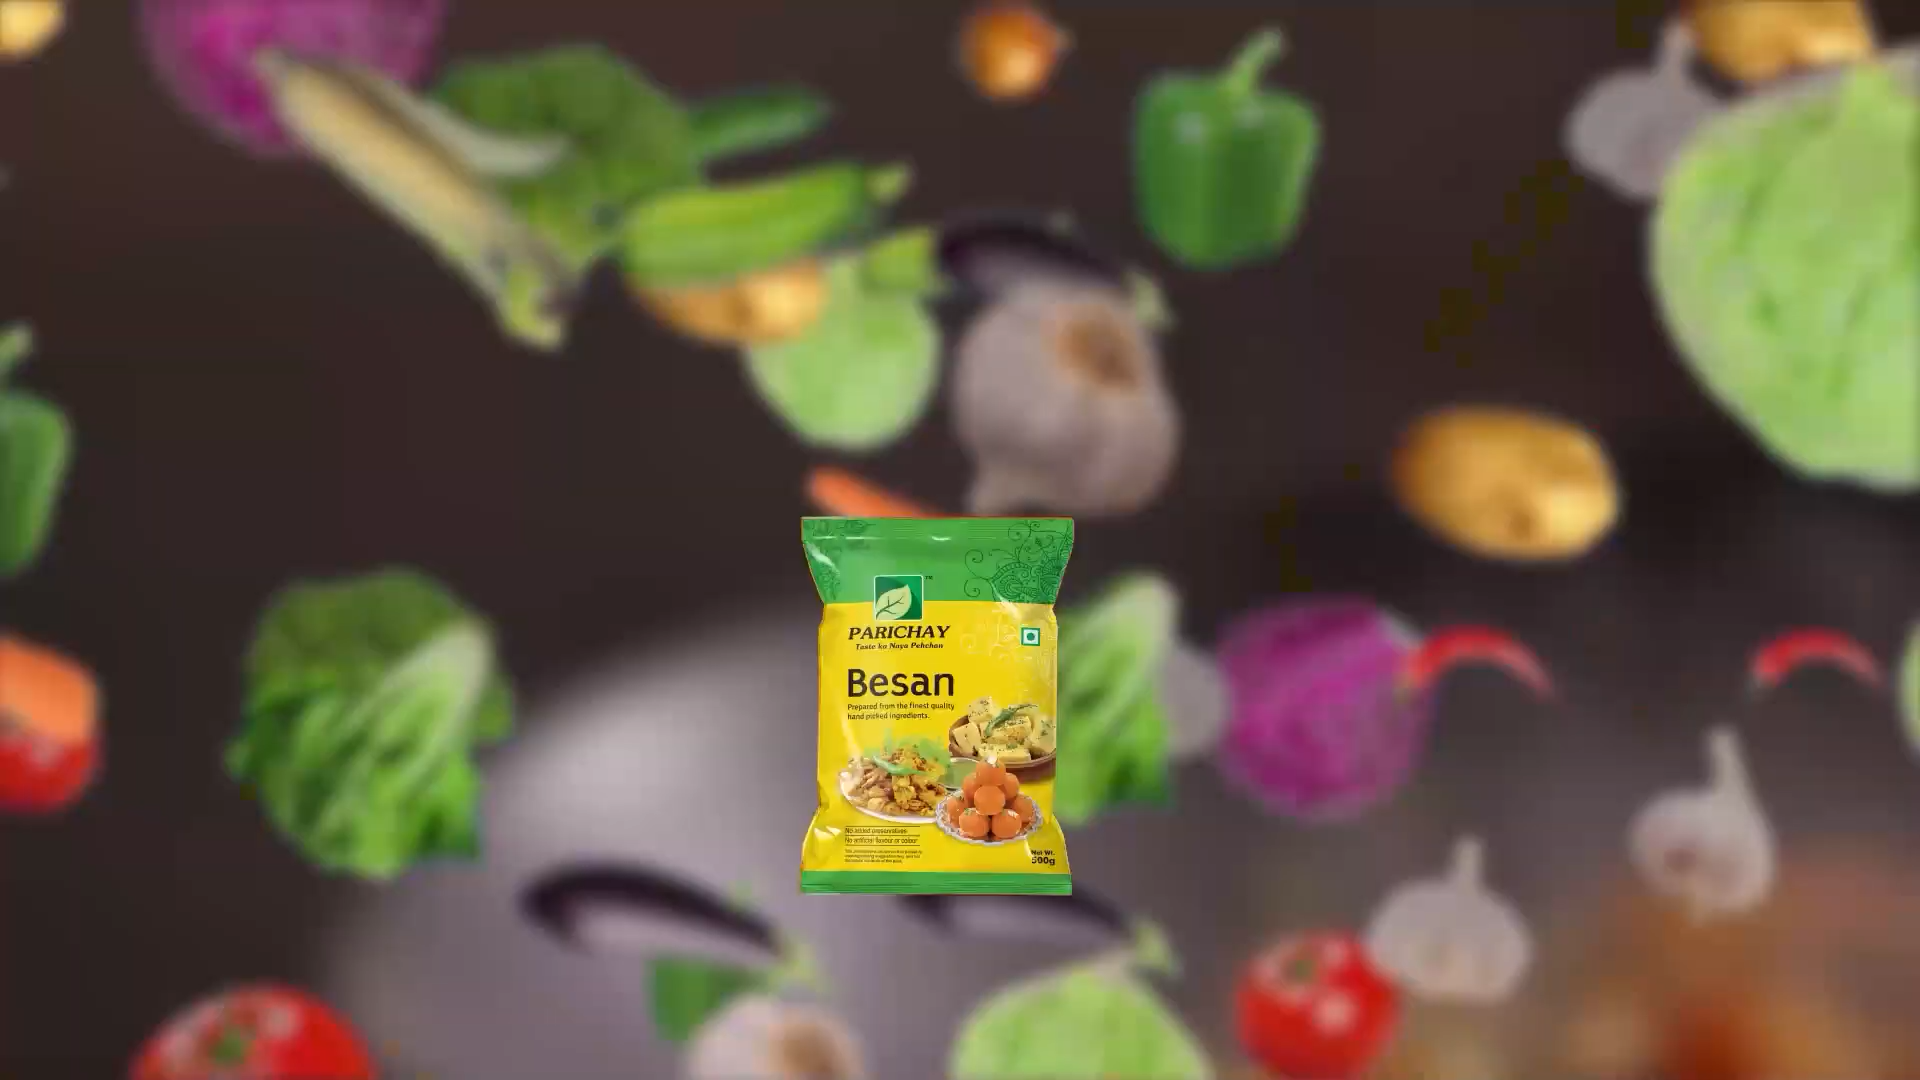 TM
PARICHAY
Taste ka Naya Pehchan
Besan
Prepared from the finest quality
hand picked ingredients.
No added preservatives
No artificial flavour or colour
Net Wt.
500g